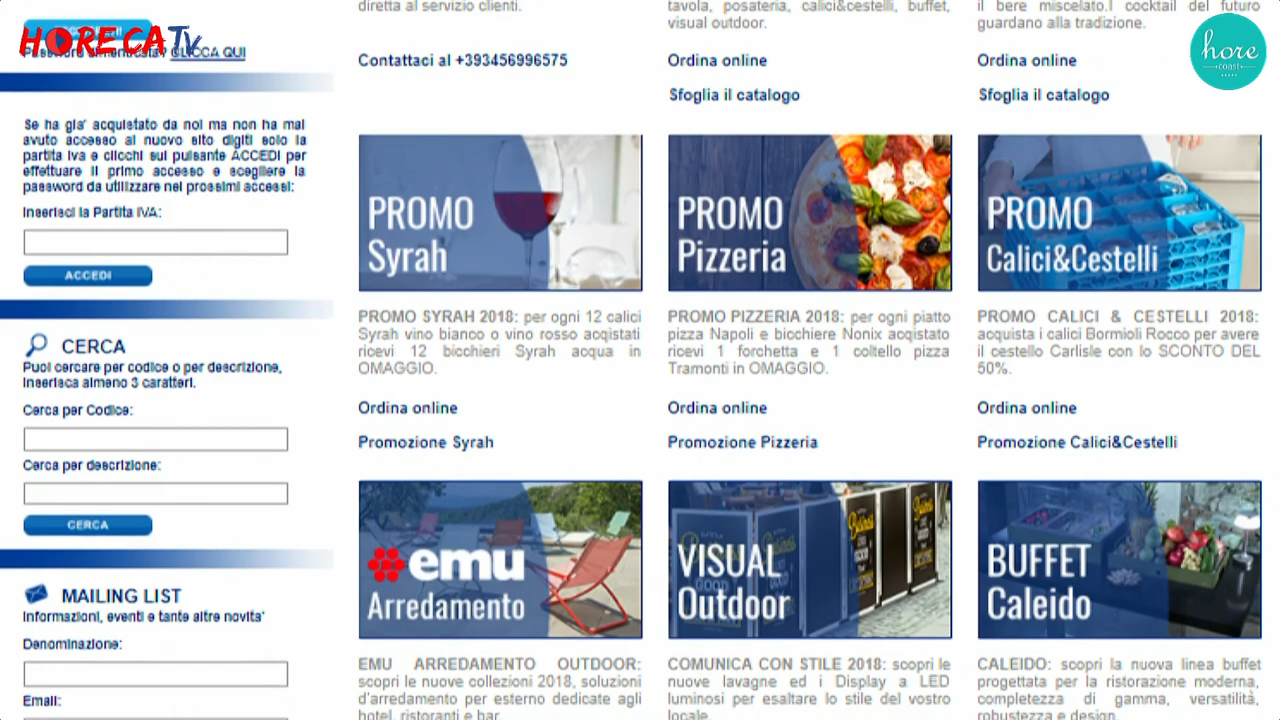 HORECA TV
hore
coast
Password dimenticata? CLICCA QUI
Se ha gia' acquistato da noi ma non ha mai
avuto accesso al nuovo sito digiti solo la
partita iva e clicchi sul pulsante ACCEDI per
effettuare il primo accesso e scegliere la
password da utilizzare nei prossimi accessi:
Inserisci la Partita IVA:
ACCEDI
CERCA
Puoi cercare per codice o per descrizione,
inserisca almeno 3 caratteri.
Cerca per Codice:
Cerca per descrizione:
CERCA
MAILING LIST
Informazioni, eventi e tante altre novita'
Denominazione:
Email:
diretta al servizio clienti.
Contattaci al +393456996575
tavola, posateria, calici&cestelli, buffet,
visual outdoor.
Ordina online
Sfoglia il catalogo
il bere miscelato.I cocktail del futuro
guardano alla tradizione.
Ordina online
Sfoglia il catalogo
PROMO
Syrah
PROMO SYRAH 2018: per ogni 12 calici
Syrah vino bianco o vino rosso acqistati
ricevi 12 bicchieri Syrah acqua in
OMAGGIO.
Ordina online
Promozione Syrah
PROMO
Pizzeria
PROMO PIZZERIA 2018: per ogni piatto
pizza Napoli e bicchiere Nonix acqistato
ricevi 1 forchetta e 1 coltello pizza
Tramonti in OMAGGIO.
Ordina online
Promozione Pizzeria
PROMO
Calici&Cestelli
PROMO CALICI & CESTELLI 2018:
acquista i calici Bormioli Rocco per avere
il cestello Carlisle con lo SCONTO DEL
50%.
Ordina online
Promozione Calici&Cestelli
emu
Arredamento
EMU ARREDAMENTO OUTDOOR:
scopri le nuove collezioni 2018, soluzioni
d'arredamento per esterno dedicate agli
hotel, ristoranti e bar.
VISUAL
Outdoor
COMUNICA CON STILE 2018: scopri le
nuove lavagne ed i Display a LED
luminosi per esaltare lo stile del vostro
locale.
BUFFET
Caleido
CALEIDO: scopri la nuova linea buffet
progettata per la ristorazione moderna,
completezza di gamma, versatilità,
robustezza e design.